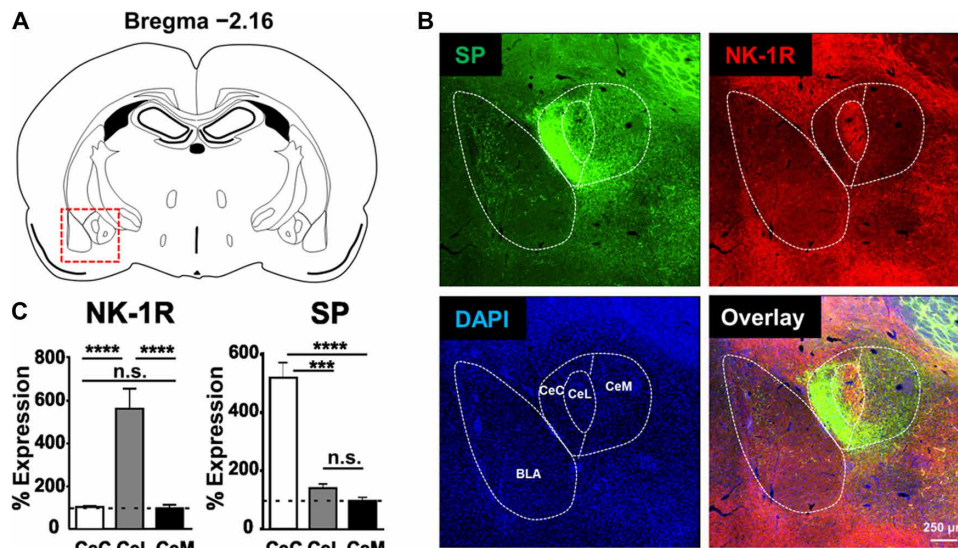 A
Bregma −2.16
B
SP
NK-1R
DAPI
CeC
CeL
CeM
BLA
Overlay
250 µm
C
NK-1R
% Expression
800
600
400
200
0
****
****
n.s.
CeC CeL CeM
SP
% Expression
600
400
200
0
****
***
n.s.
CeC CeL CeM